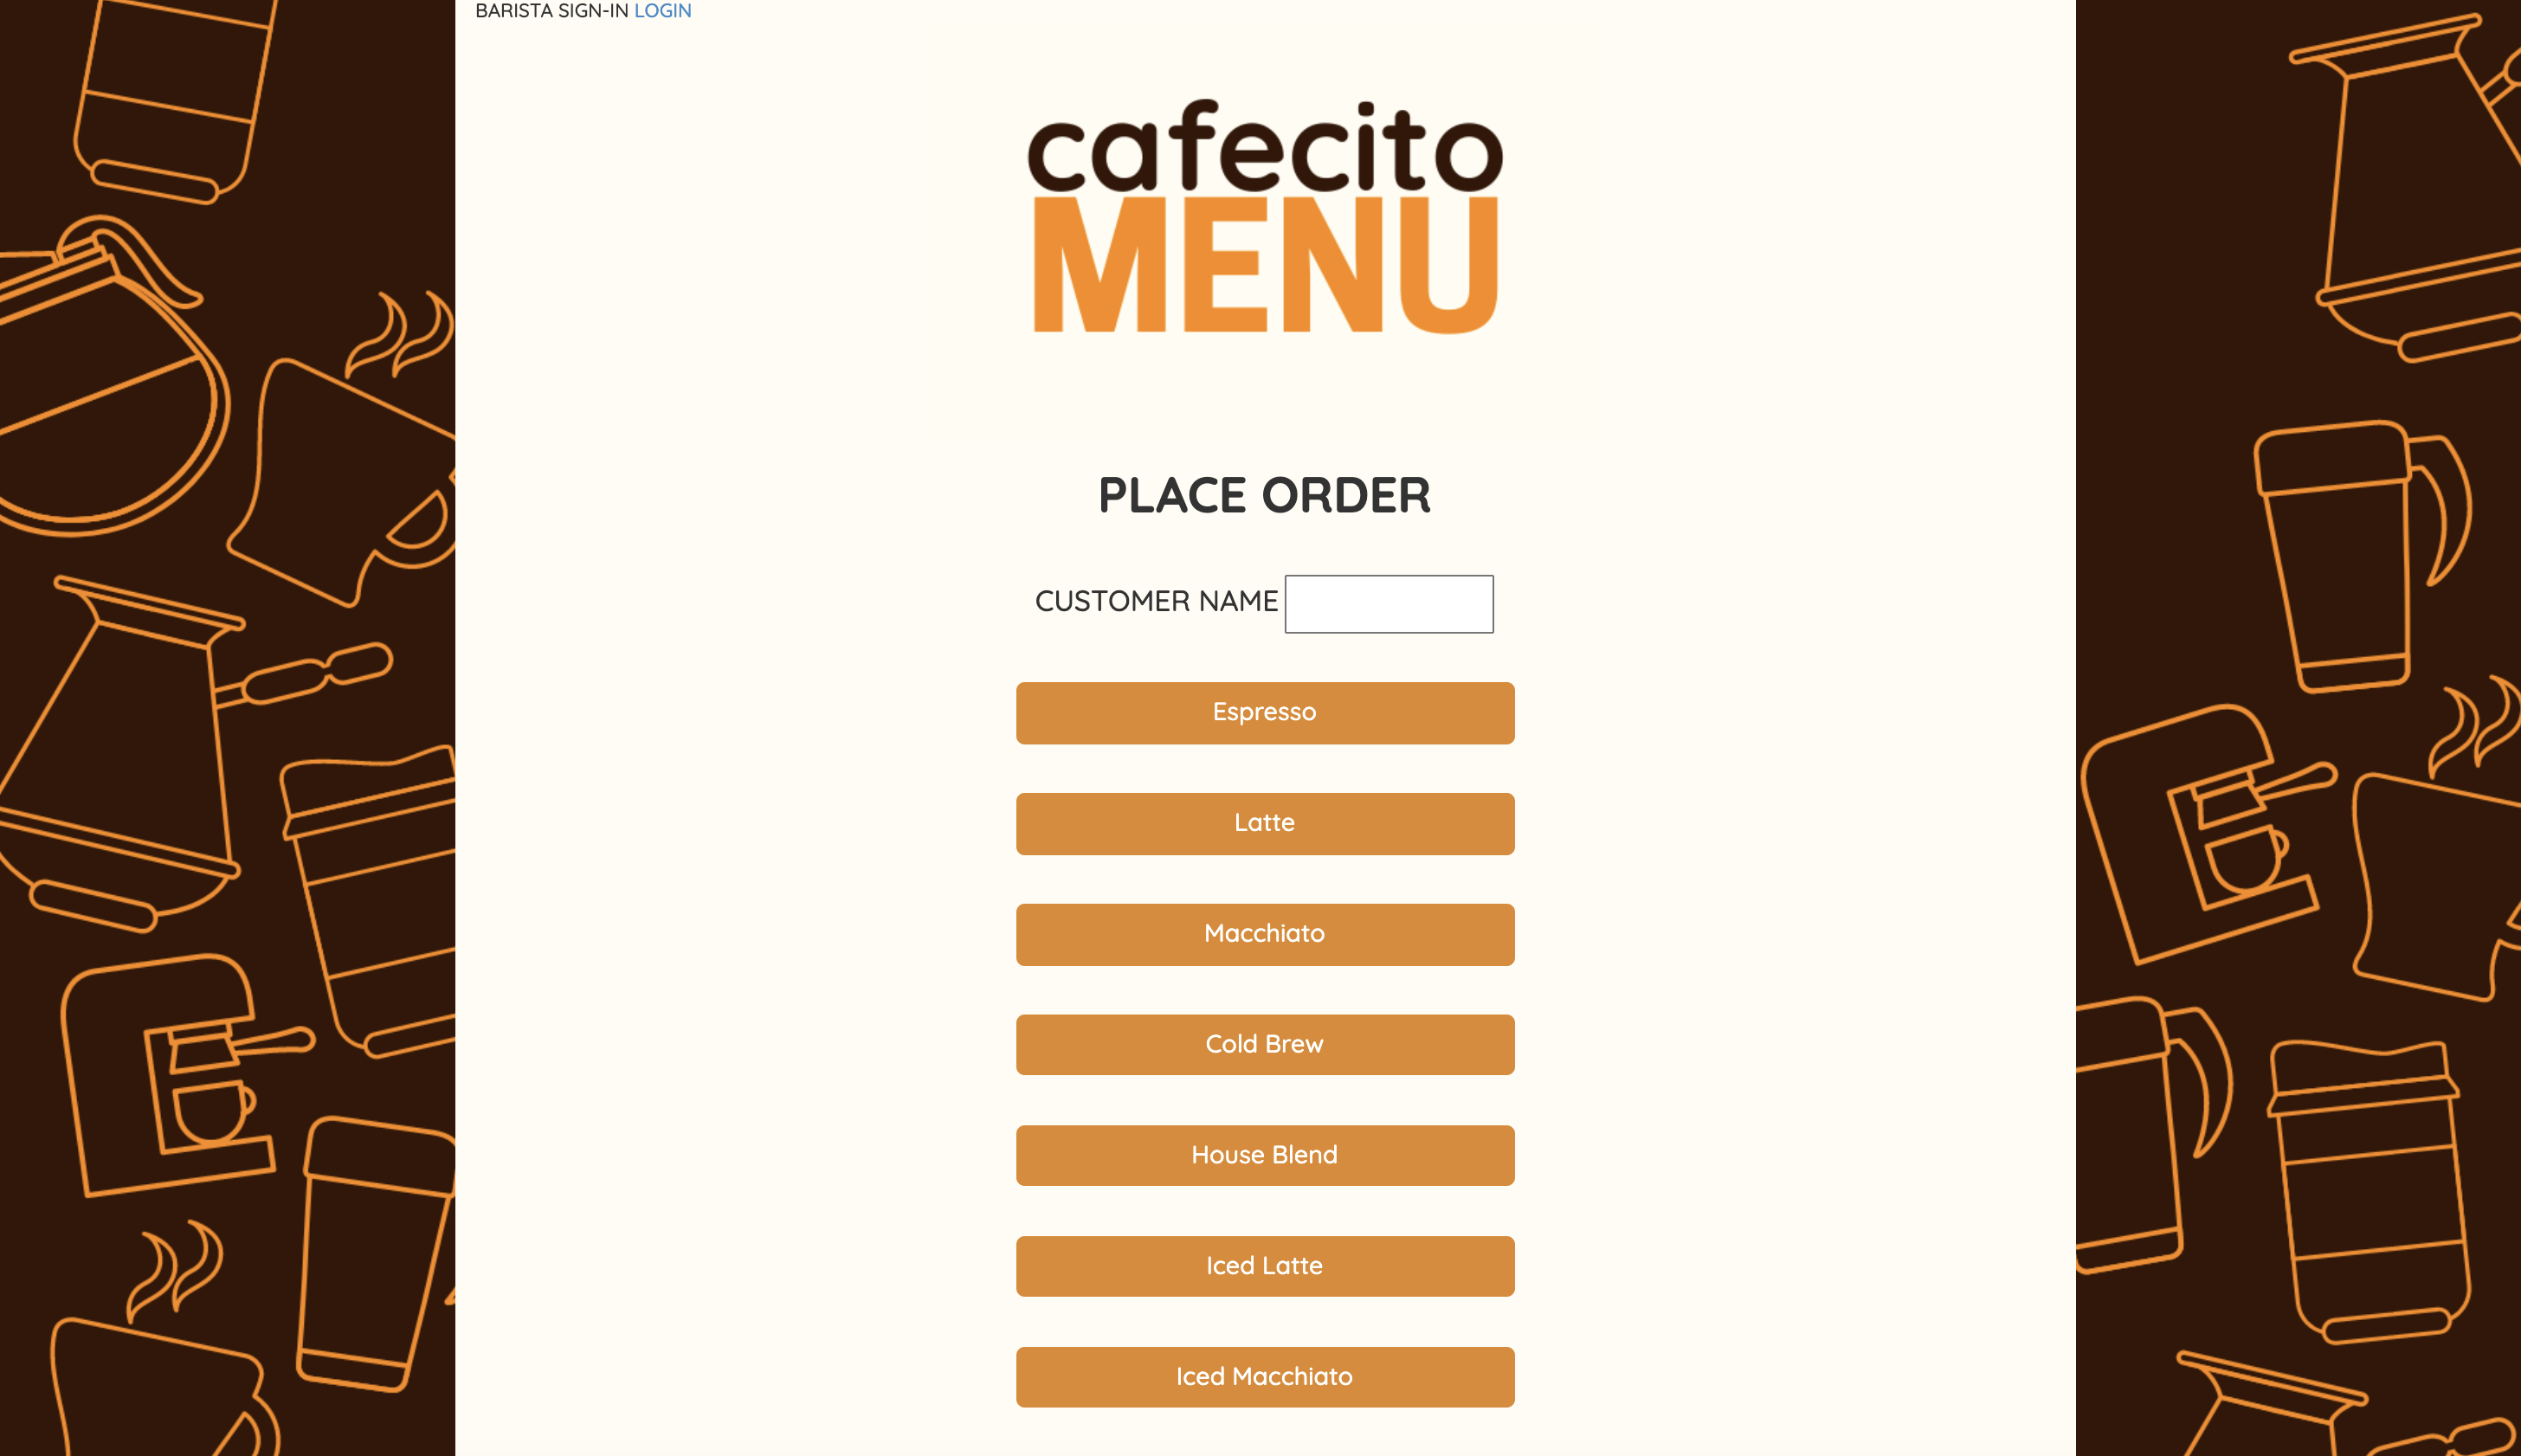 BARISTA SIGN-IN LOGIN
cafecito
MENU
PLACE ORDER
CUSTOMER NAME
Espresso
Latte
Macchiato
Cold Brew
House Blend
Iced Latte
Iced Macchiato